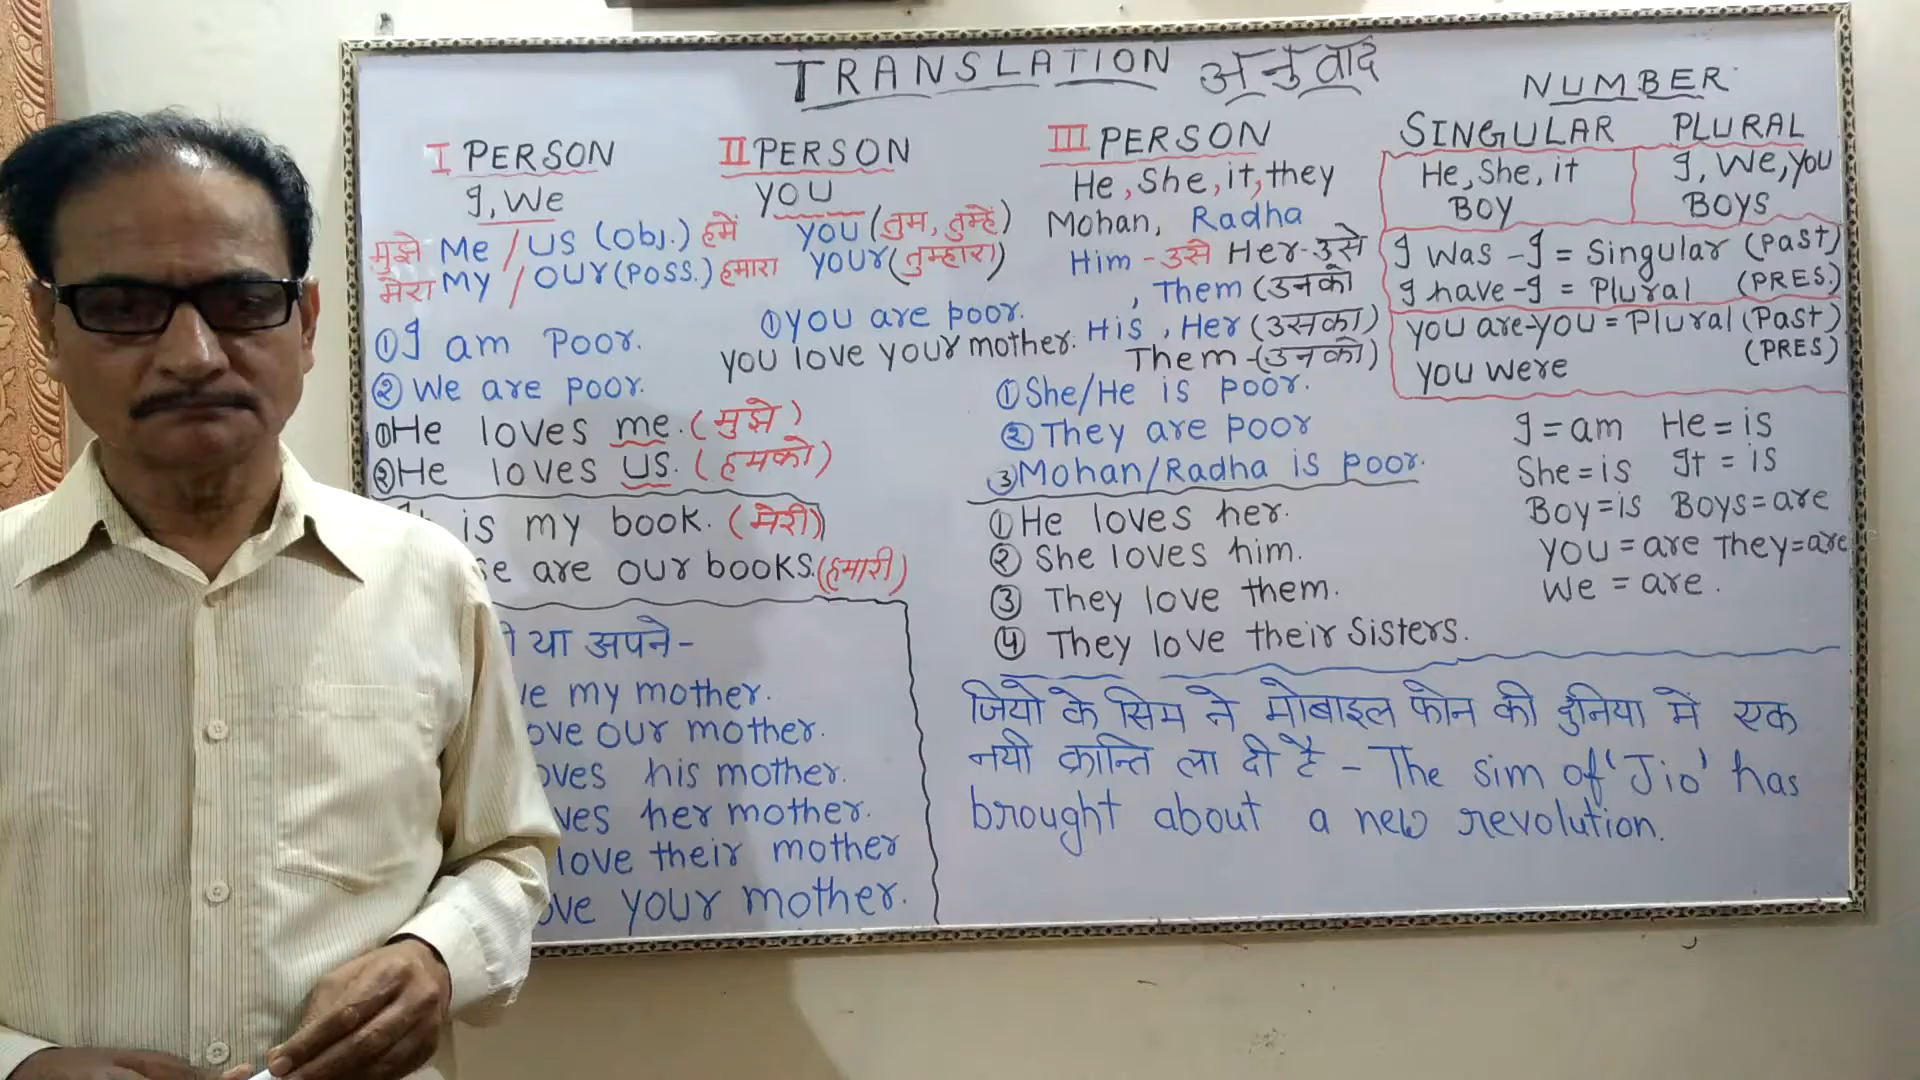 TRANSLATION अनुवाद
I PERSON
I, We
मुझे Me / us (Obj.) हमें
मेरा My / our (Poss.) हमारा
① I am poor.
② We are poor.
① He loves me. (मुझे)
② He loves us. (हमको)
is my book. (मेरी)
se are our books. (हमारी)
या अपने-
my mother.
ove our mother.
oves his mother.
ves her mother.
love their mother
ove your mother.
II PERSON
you
you (तुम, तुम्हें)
your (तुम्हारा)
① you are poor.
you love your mother.
III PERSON
He, She, it, they
Mohan, Radha
Him - उसे Her - उसे
, Them (उनको
His, Her (उसका)
Them - (उनको)
① She/He is poor.
② They are poor
③ Mohan/Radha is poor.
① He loves her.
② She loves him.
③ They love them.
④ They love their Sisters.
NUMBER
SINGULAR PLURAL
He, She, it I, We, you
BOY BOYS
I was - I = Singular (Past)
I have - I = Plural (PRES.)
you are - you = Plural (Past)
you were (PRES)
I = am He = is
She = is It = is
Boy = is Boys = are
you = are They = are
We = are.
जियो के सिम ने मोबाइल फोन की दुनिया में एक
नयी क्रान्ति ला दी है - The sim of 'Jio' has
brought about a new revolution.